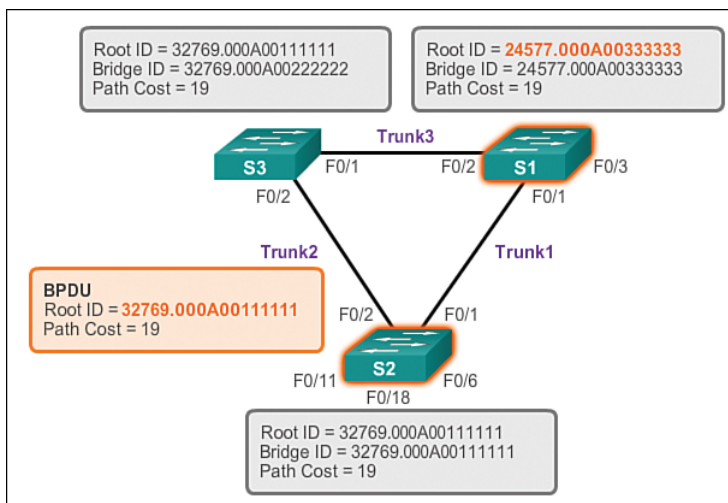 Root ID = 32769.000A00111111
Bridge ID = 32769.000A00222222
Path Cost = 19
Root ID = 24577.000A00333333
Bridge ID = 24577.000A00333333
Path Cost = 19
Trunk3
S3
F0/1
F0/2
S1
F0/3
F0/2
F0/1
Trunk2
Trunk1
BPDU
Root ID = 32769.000A00111111
Path Cost = 19
F0/2
F0/1
S2
F0/11
F0/6
F0/18
Root ID = 32769.000A00111111
Bridge ID = 32769.000A00111111
Path Cost = 19